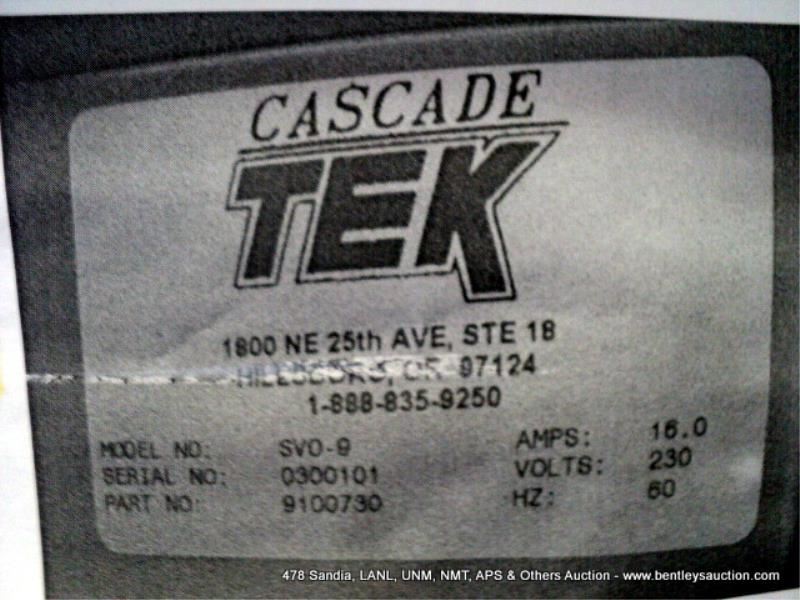 CASCADE
TEK
1800 NE 25th AVE, STE 18
HILLSBORO, OR 97124
1-888-835-9250
MODEL NO: SVO-9 AMPS: 16.0
SERIAL NO: 0300101 VOLTS: 230
PART NO: 9100730 HZ: 60
478 Sandia, LANL, UNM, NMT, APS & Others Auction - www.bentleysauction.com